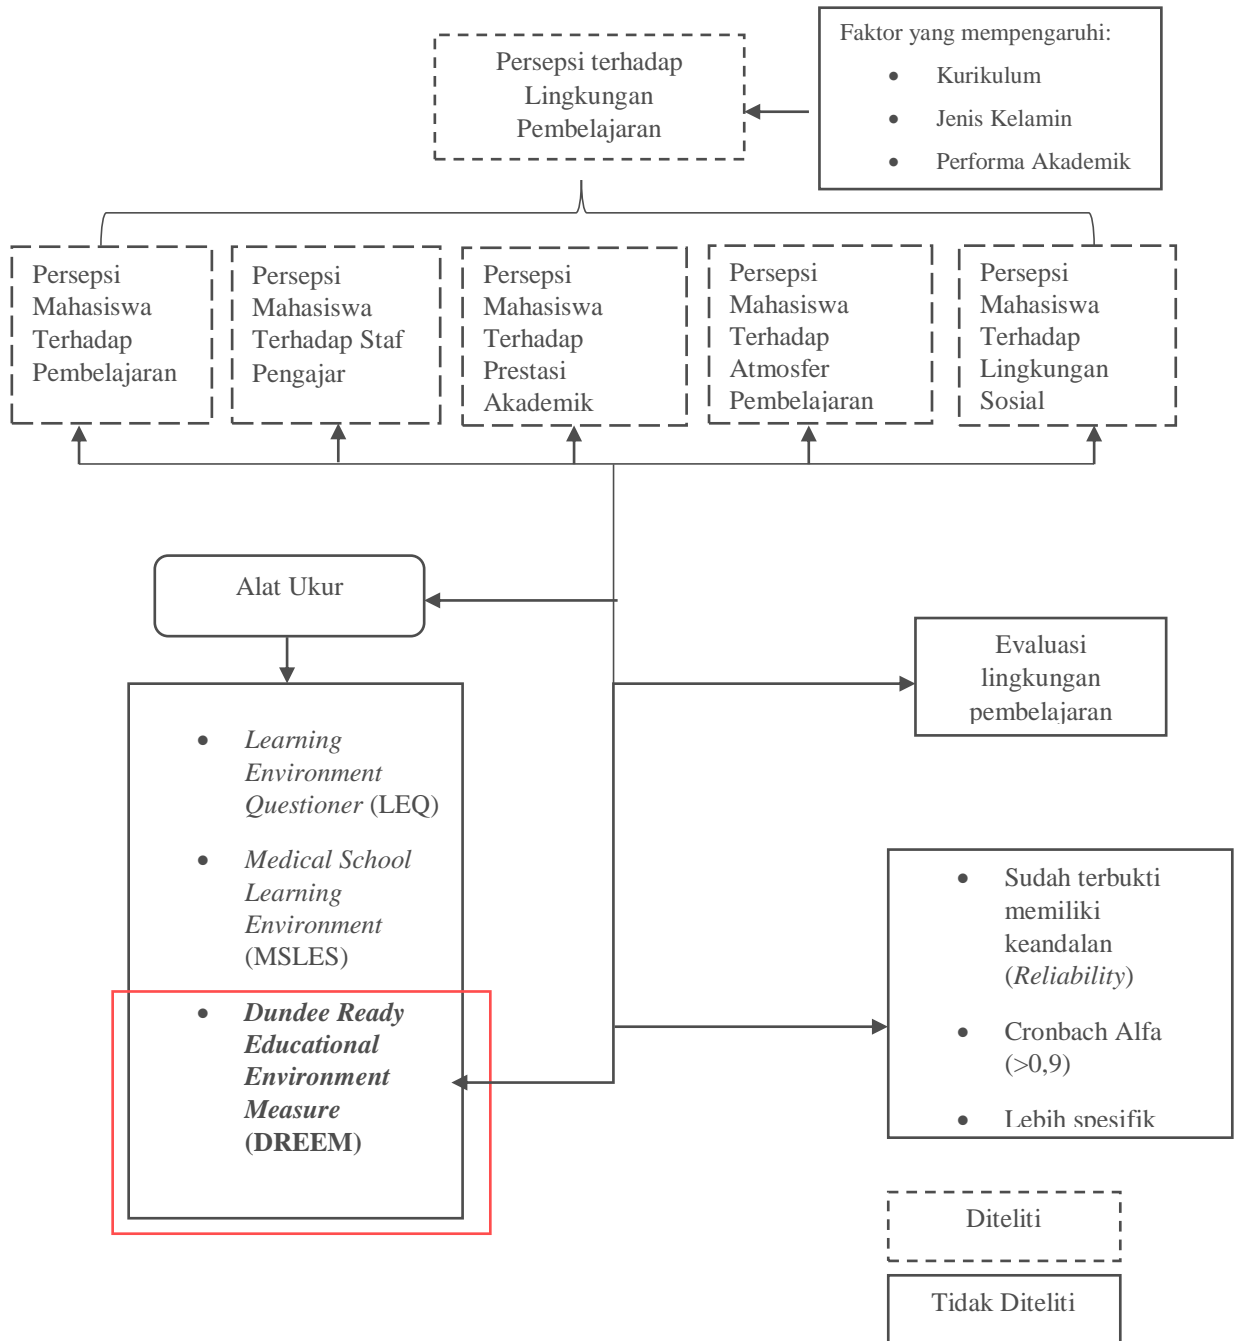 Faktor yang mempengaruhi:
• Kurikulum
• Jenis Kelamin
• Performa Akademik
Persepsi terhadap
Lingkungan
Pembelajaran
Persepsi
Mahasiswa
Terhadap
Pembelajaran
Persepsi
Mahasiswa
Terhadap Staf
Pengajar
Persepsi
Mahasiswa
Terhadap
Prestasi
Akademik
Persepsi
Mahasiswa
Terhadap
Atmosfer
Pembelajaran
Persepsi
Mahasiswa
Terhadap
Lingkungan
Sosial
Alat Ukur
Evaluasi
lingkungan
pembelajaran
• Learning
Environment
Questioner (LEQ)
• Medical School
Learning
Environment
(MSLES)
• Dundee Ready
Educational
Environment
Measure
(DREEM)
• Sudah terbukti
memiliki
keandalan
(Reliability)
• Cronbach Alfa
(>0,9)
• Lebih spesifik
Diteliti
Tidak Diteliti